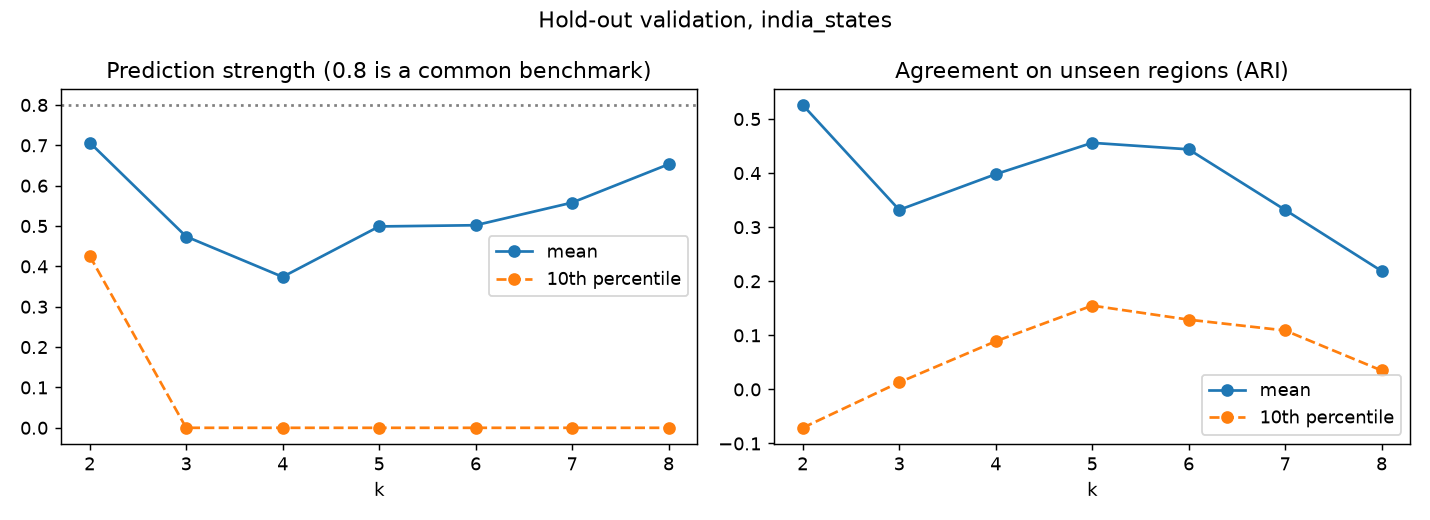 Hold-out validation, india_states
Prediction strength (0.8 is a common benchmark)
0.8
0.7
0.6
0.5
0.4
0.3
0.2
0.1
0.0
mean
10th percentile
2 3 4 5 6 7 8
k
Agreement on unseen regions (ARI)
0.5
0.4
0.3
0.2
0.1
0.0
−0.1
mean
10th percentile
2 3 4 5 6 7 8
k